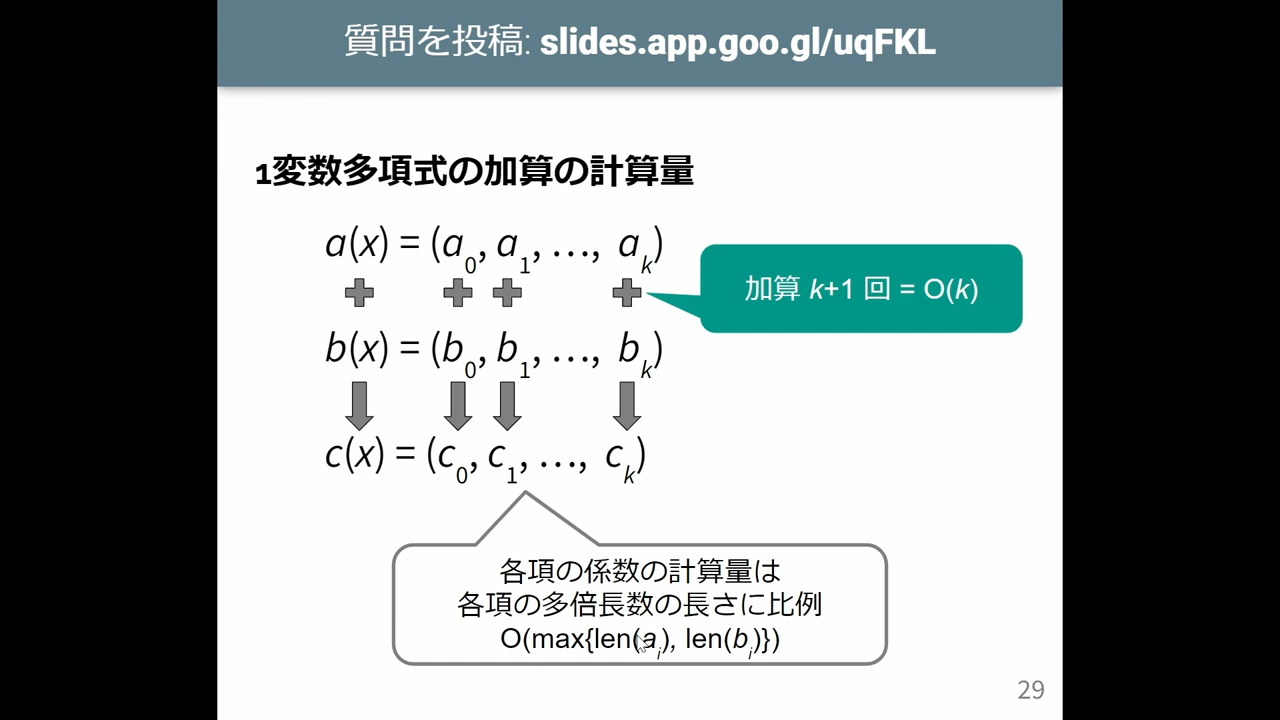 質問を投稿: slides.app.goo.gl/uqFKL
1変数多項式の加算の計算量
a(x) = (a0, a1, …, ak)
加算 k+1 回 = O(k)
b(x) = (b0, b1, …, bk)
c(x) = (c0, c1, …, ck)
各項の係数の計算量は
各項の多倍長数の長さに比例
O(max{len(ai), len(bi)})
29